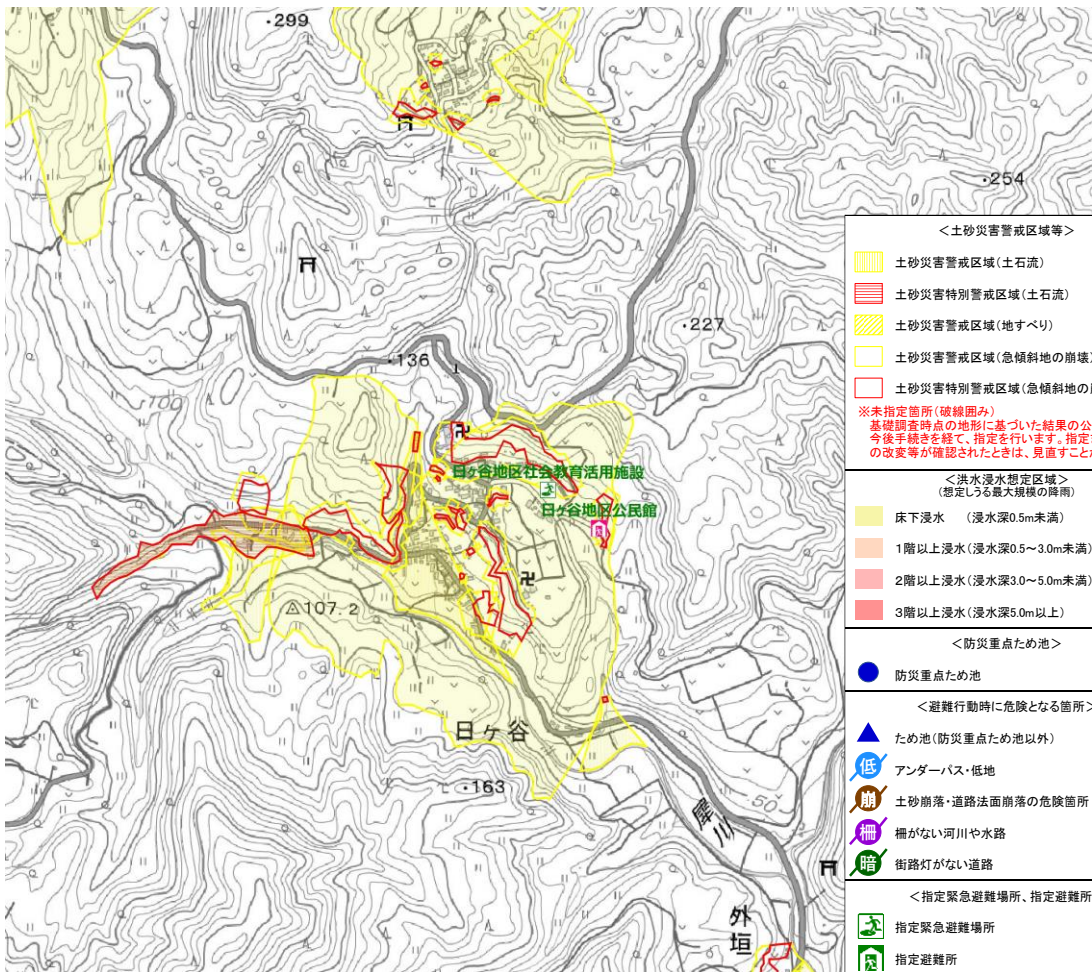 ・299
200
・254
・227
・136
100
日ヶ谷地区社会教育活用施設
日ヶ谷地区公民館
107.2
日ヶ谷
・163
50
犀川
外垣
＜土砂災害警戒区域等＞
土砂災害警戒区域(土石流)
土砂災害特別警戒区域(土石流)
土砂災害警戒区域(地すべり)
土砂災害警戒区域(急傾斜地の崩壊
土砂災害特別警戒区域(急傾斜地の
※未指定箇所(破線囲み)
基礎調査時点の地形に基づいた結果の公
今後手続きを経て、指定を行います。指定
の改変等が確認されたときは、見直すこと
＜洪水浸水想定区域＞
(想定しうる最大規模の降雨)
床下浸水　(浸水深0.5m未満)
1階以上浸水(浸水深0.5～3.0m未満)
2階以上浸水(浸水深3.0～5.0m未満)
3階以上浸水(浸水深5.0m以上)
＜防災重点ため池＞
防災重点ため池
＜避難行動時に危険となる箇所＞
ため池(防災重点ため池以外)
低 アンダーパス・低地
崩 土砂崩落・道路法面崩落の危険箇所
柵 柵がない河川や水路
暗 街路灯がない道路
＜指定緊急避難場所、指定避難所
指定緊急避難場所
指定避難所